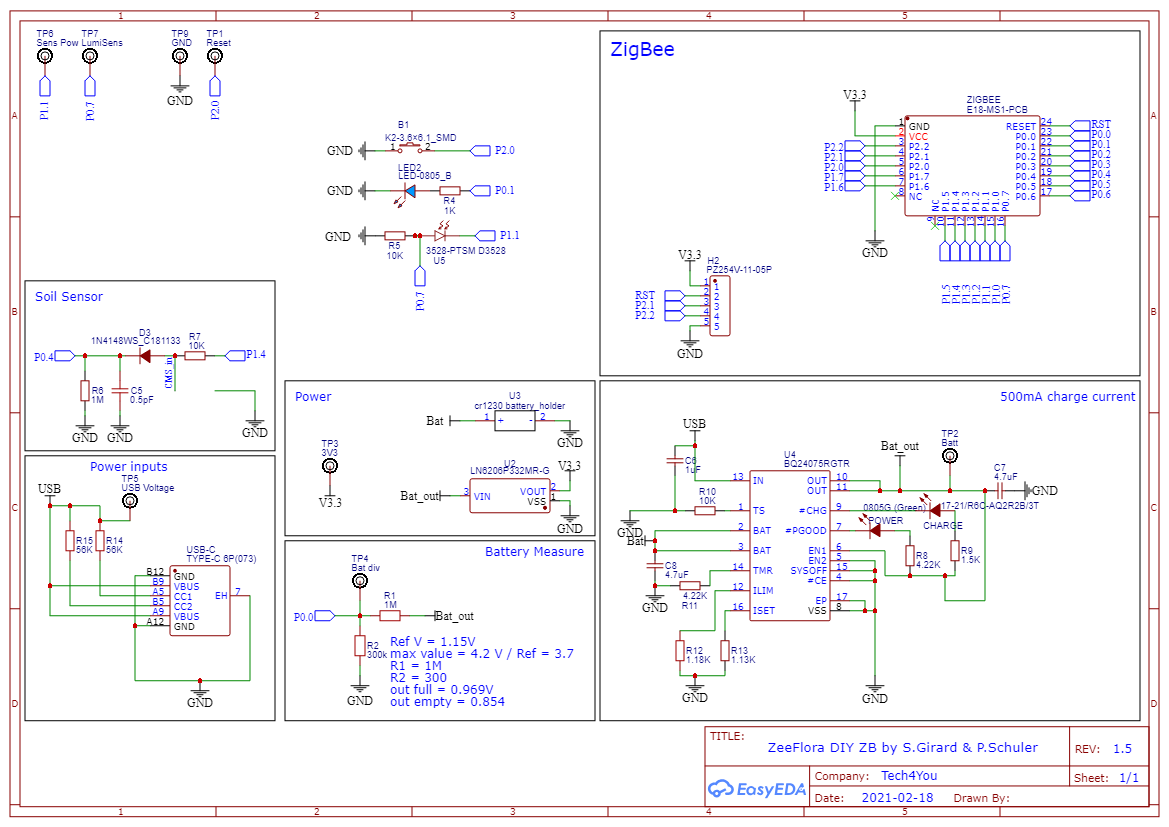 1 2 3 4 5
TP6 TP7 TP9 TP1
Sens Pow LumiSens GND Reset
P1.1 P0.7 GND P2.0
A
B
C
D
B1
K2-3.6×6.1_SMD
GND 1 2 P2.0
LED2
LED-0805_B
GND P0.1
R4
1K
GND P1.1
R5
10K
3528-PTSM D3528
U5
P0.7
ZigBee
V3.3
ZIGBEE
E18-MS1-PCB
1 GND RESET 24 RST
2 VCC P0.0 23 P0.0
P2.2 3 P2.2 P0.1 22 P0.1
P2.1 4 P2.1 P0.2 21 P0.2
P2.0 5 P2.0 P0.3 20 P0.3
P1.7 6 P1.7 P0.4 19 P0.4
P1.6 7 P1.6 P0.5 18 P0.5
8 NC P0.6 17 P0.6
NC P1.5 P1.4 P1.3 P1.2 P1.1 P1.0 P0.7
9 10 11 12 13 14 15 16
GND
P1.5 P1.4 P1.3 P1.2 P1.1 P1.0 P0.7
V3.3
H2
PZ254V-11-05P
1 1
RST 2 2
P2.1 3 3
P2.2 4 4
5 5
GND
Soil Sensor
D3
1N4148WS_C181133
R7
10K
P0.4 P1.4
CMS_in
R6
1M
C5
0.5pF
GND GND GND
Power inputs
USB
TP5
USB Voltage
R15
56K
R14
56K
USB-C
TYPE-C 6P(073)
B12 GND
B9 VBUS
A5 CC1 EH 7
B5 CC2
A9 VBUS
A12 GND
GND
Power
U3
cr1230 battery_holder
Bat 1 + - 2
GND
TP3
3V3
V3.3
U2
LN6206P332MR-G
V3.3
Bat_out 3 VIN VOUT 2
VSS 1
GND
Battery Measure
TP4
Bat div
R1
1M
P0.0 Bat_out
R2
300k
GND
Ref V = 1.15V
max value = 4.2 V / Ref = 3.7
R1 = 1M
R2 = 300
out full = 0.969V
out empty = 0.854
500mA charge current
USB
C6
1uF
U4
BQ24075RGTR
Bat_out
TP2
Batt
C7
4.7uF
GND
R10
10K
GND
Bat
13 IN OUT 10
OUT 11
1 TS #CHG 9
2 BAT #PGOOD 7
3 BAT EN1 6
EN2 5
14 TMR SYSOFF 15
#CE 4
12 ILIM
EP 17
16 ISET VSS 8
0805G (Green)
POWER
17-21/R6C-AQ2R2B/3T
CHARGE
R8
4.22K
R9
1.5K
C8
4.7uF
GND
4.22K
R11
R12
1.18K
R13
1.13K
GND GND
TITLE:
ZeeFlora DIY ZB by S.Girard & P.Schuler
REV: 1.5
EasyEDA
Company: Tech4You
Sheet: 1/1
Date: 2021-02-18 Drawn By:
A
B
C
D
1 2 3 4 5